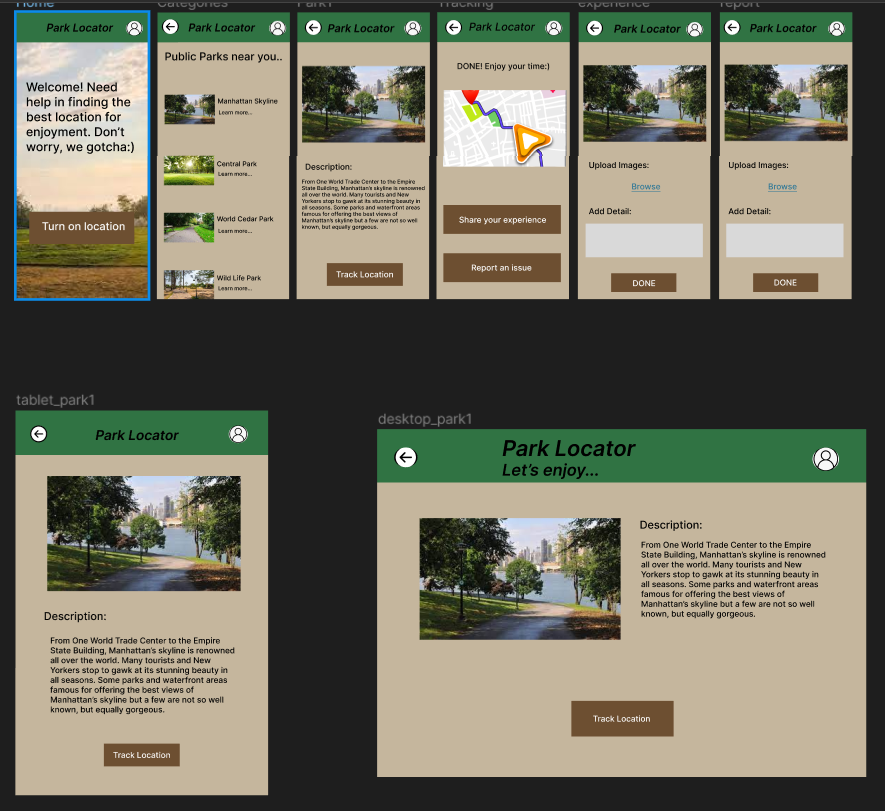 Home
Categories
Park1
Tracking
experience
report
Park Locator
Welcome! Need
help in finding the
best location for
enjoyment. Don't
worry, we gotcha:)
Turn on location
Park Locator
Public Parks near you..
Manhattan Skyline
Learn more...
Central Park
Learn more...
World Cedar Park
Learn more...
Wild Life Park
Learn more...
Park Locator
Description:
From One World Trade Center to the Empire
State Building, Manhattan's skyline is renowned
all over the world. Many tourists and New
Yorkers stop to gawk at its stunning beauty in
all seasons. Some parks and waterfront areas
famous for offering the best views of
Manhattan's skyline but a few are not so well
known, but equally gorgeous.
Track Location
Park Locator
DONE! Enjoy your time:)
Share your experience
Report an issue
Park Locator
Upload Images:
Browse
Add Detail:
DONE
Park Locator
Upload Images:
Browse
Add Detail:
DONE
tablet_park1
Park Locator
Description:
From One World Trade Center to the Empire
State Building, Manhattan's skyline is renowned
all over the world. Many tourists and New
Yorkers stop to gawk at its stunning beauty in
all seasons. Some parks and waterfront areas
famous for offering the best views of
Manhattan's skyline but a few are not so well
known, but equally gorgeous.
Track Location
desktop_park1
Park Locator
Let's enjoy...
Description:
From One World Trade Center to the Empire
State Building, Manhattan's skyline is renowned
all over the world. Many tourists and New
Yorkers stop to gawk at its stunning beauty in
all seasons. Some parks and waterfront areas
famous for offering the best views of
Manhattan's skyline but a few are not so well
known, but equally gorgeous.
Track Location